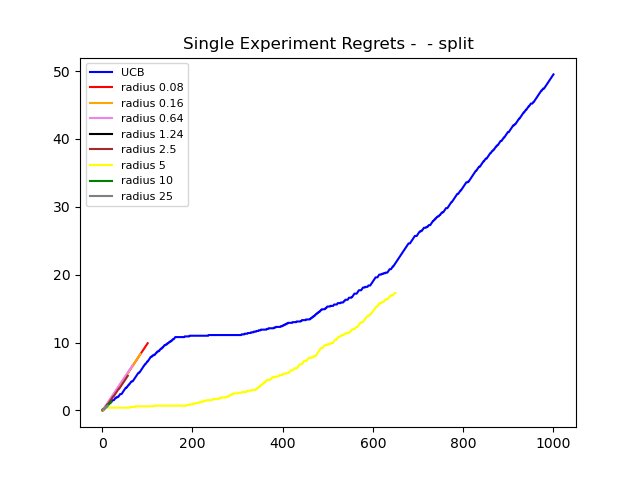 Single Experiment Regrets -  - split
UCB
radius 0.08
radius 0.16
radius 0.64
radius 1.24
radius 2.5
radius 5
radius 10
radius 25
50
40
30
20
10
0
0 200 400 600 800 1000